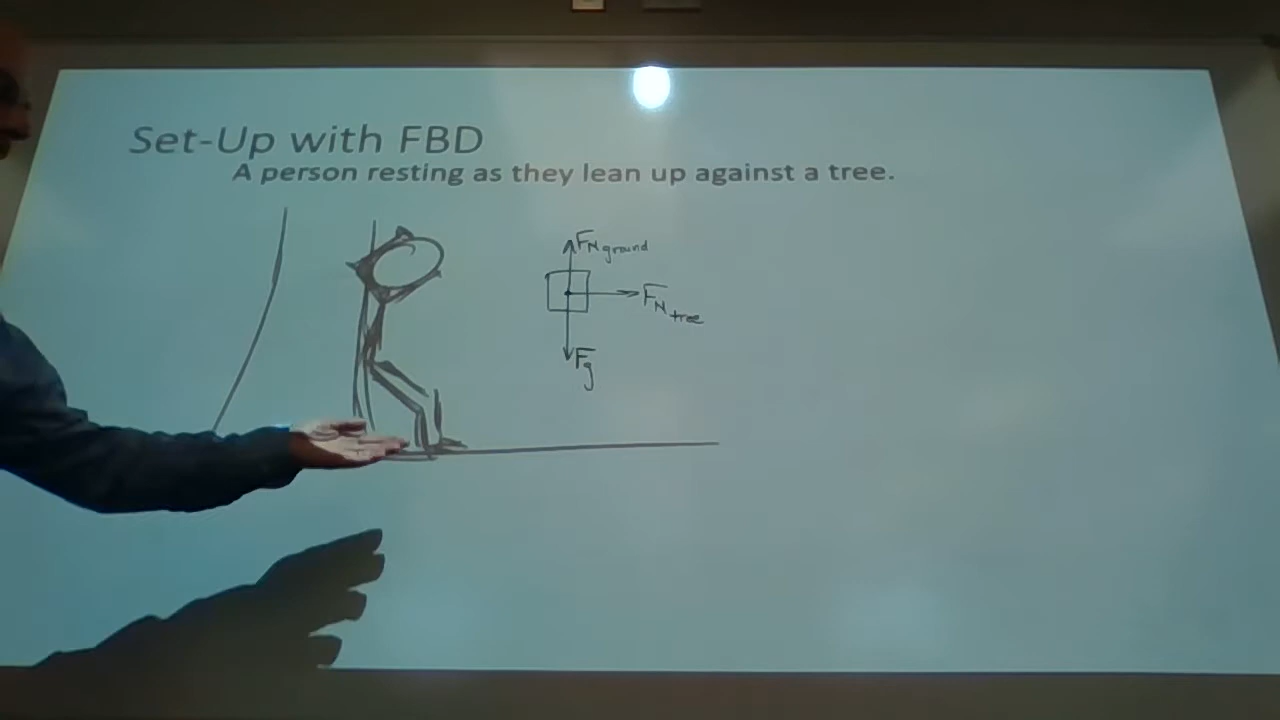 Set-Up with FBD
A person resting as they lean up against a tree.
FN ground
FN tree
Fg